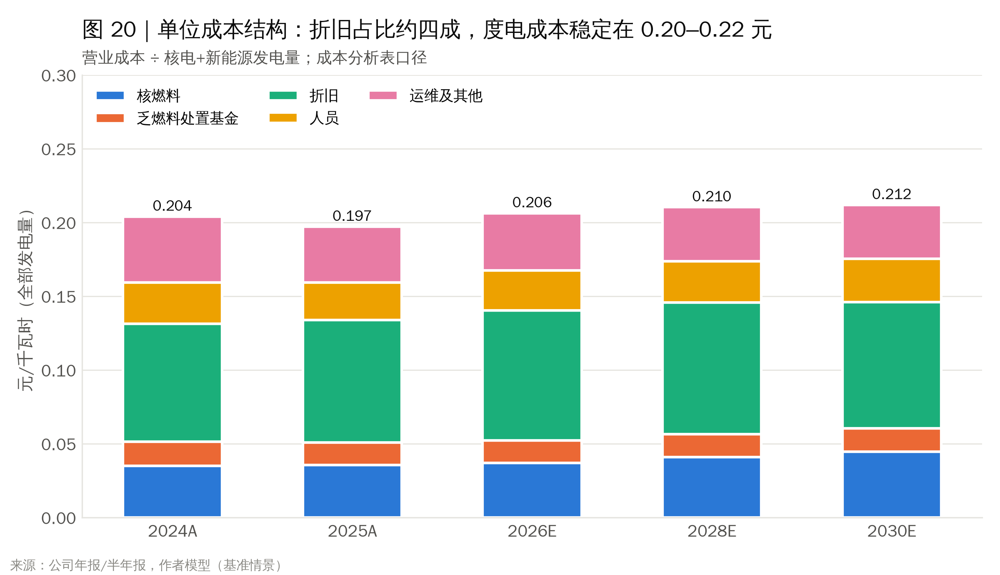 图 20｜单位成本结构：折旧占比约四成，度电成本稳定在 0.20–0.22 元
营业成本 ÷ 核电+新能源发电量；成本分析表口径
核燃料
乏燃料处置基金
折旧
人员
运维及其他
元/千瓦时（全部发电量）
0.30
0.25
0.20
0.15
0.10
0.05
0.00
0.204
0.197
0.206
0.210
0.212
2024A
2025A
2026E
2028E
2030E
来源：公司年报/半年报，作者模型（基准情景）